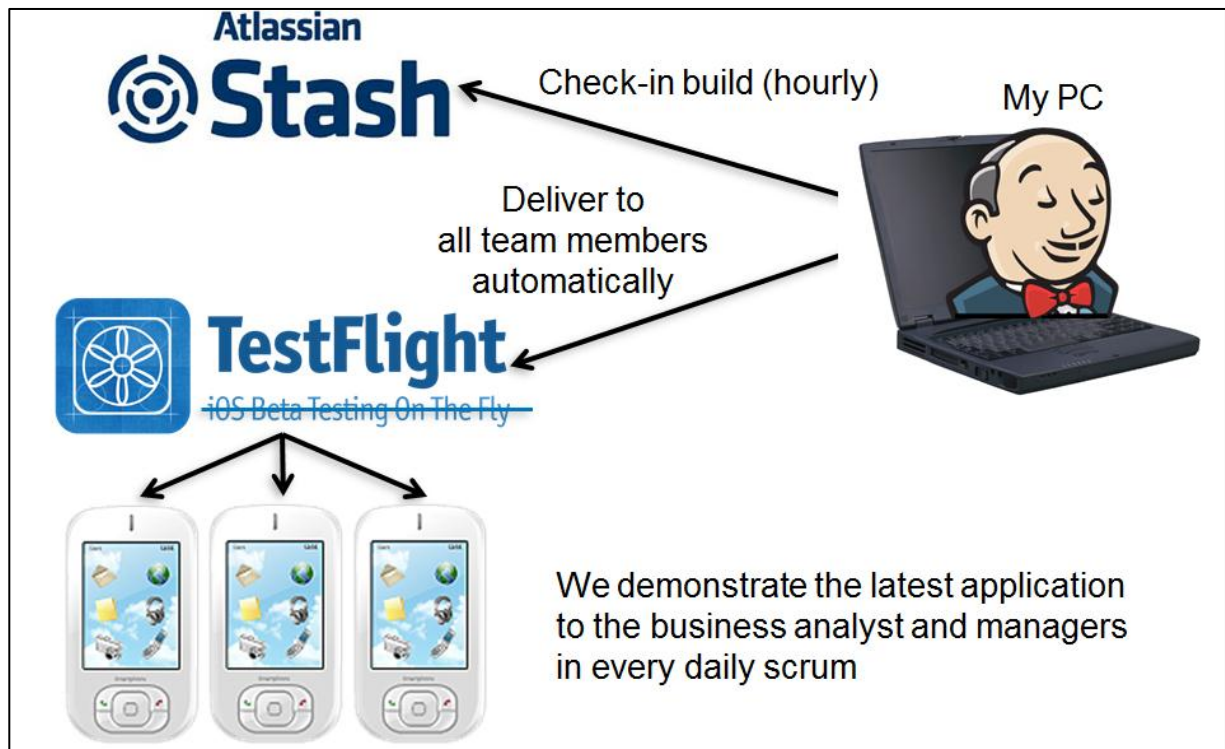 Atlassian
Stash
Check-in build (hourly)
My PC
Deliver to
all team members
automatically
TestFlight
iOS Beta Testing On The Fly
We demonstrate the latest application
to the business analyst and managers
in every daily scrum